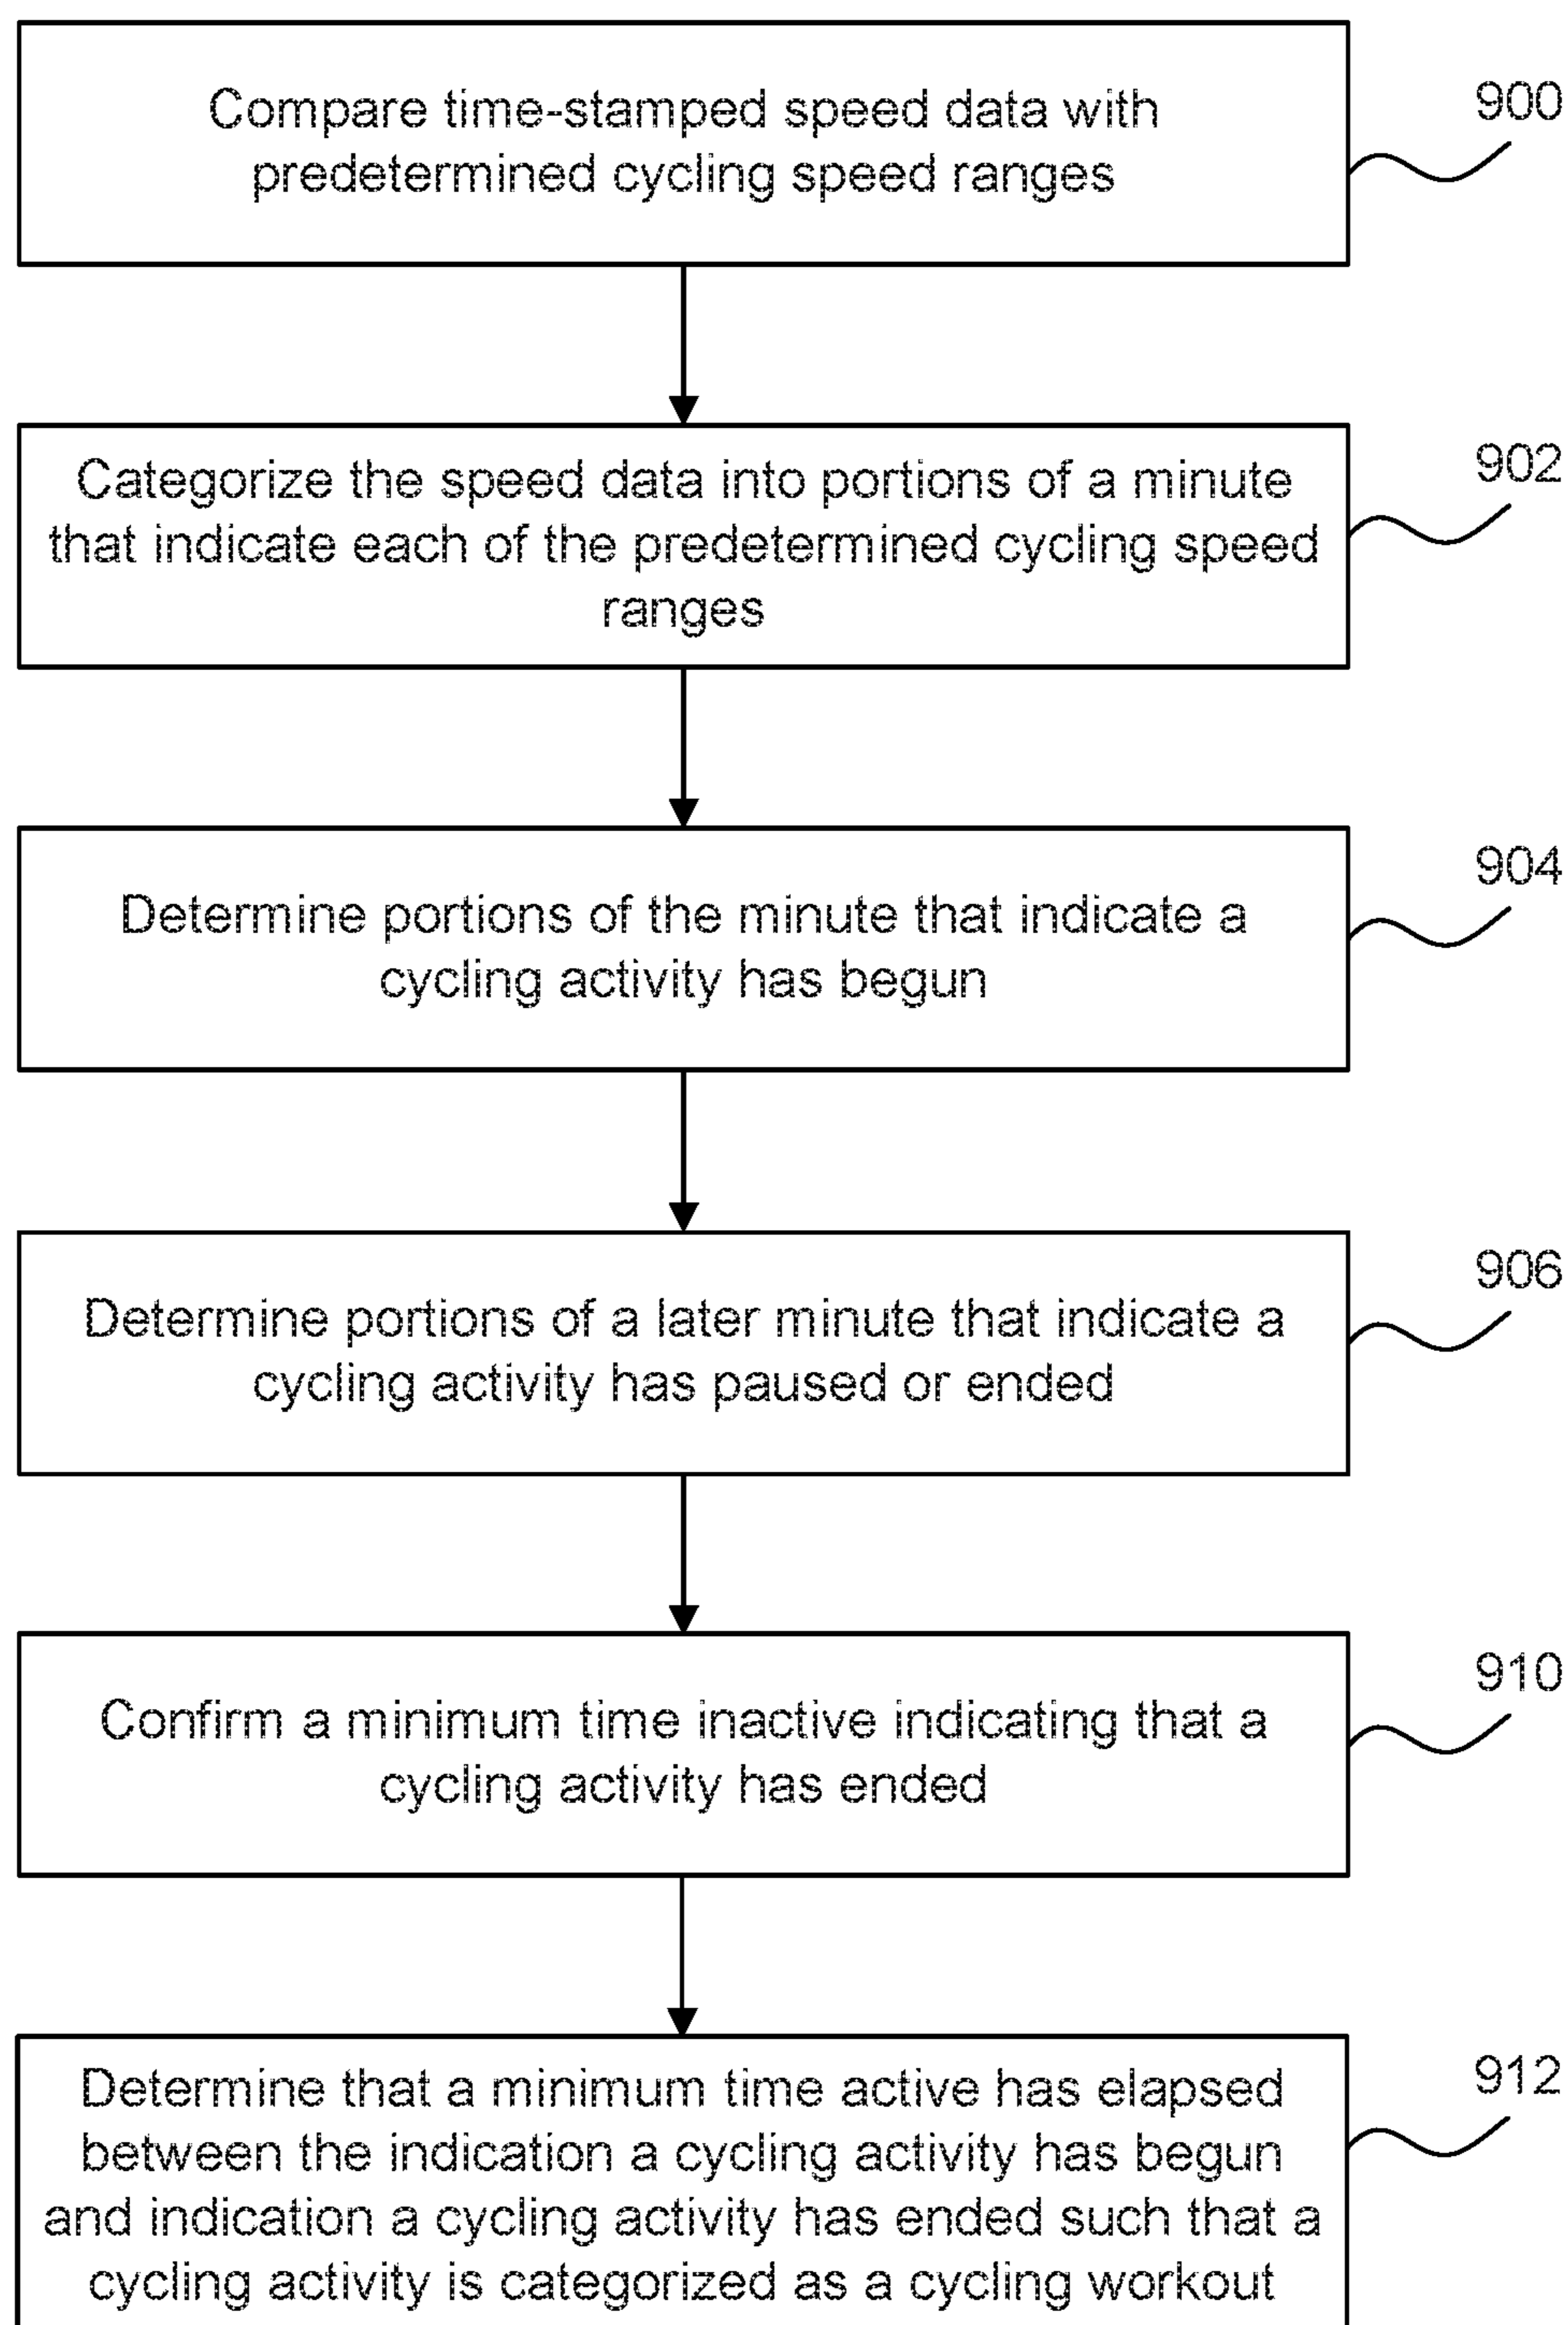 Compare time-stamped speed data with
predetermined cycling speed ranges
900
Categorize the speed data into portions of a minute
that indicate each of the predetermined cycling speed
ranges
902
Determine portions of the minute that indicate a
cycling activity has begun
904
Determine portions of a later minute that indicate a
cycling activity has paused or ended
906
Confirm a minimum time inactive indicating that a
cycling activity has ended
910
Determine that a minimum time active has elapsed
between the indication a cycling activity has begun
and indication a cycling activity has ended such that a
cycling activity is categorized as a cycling workout
912